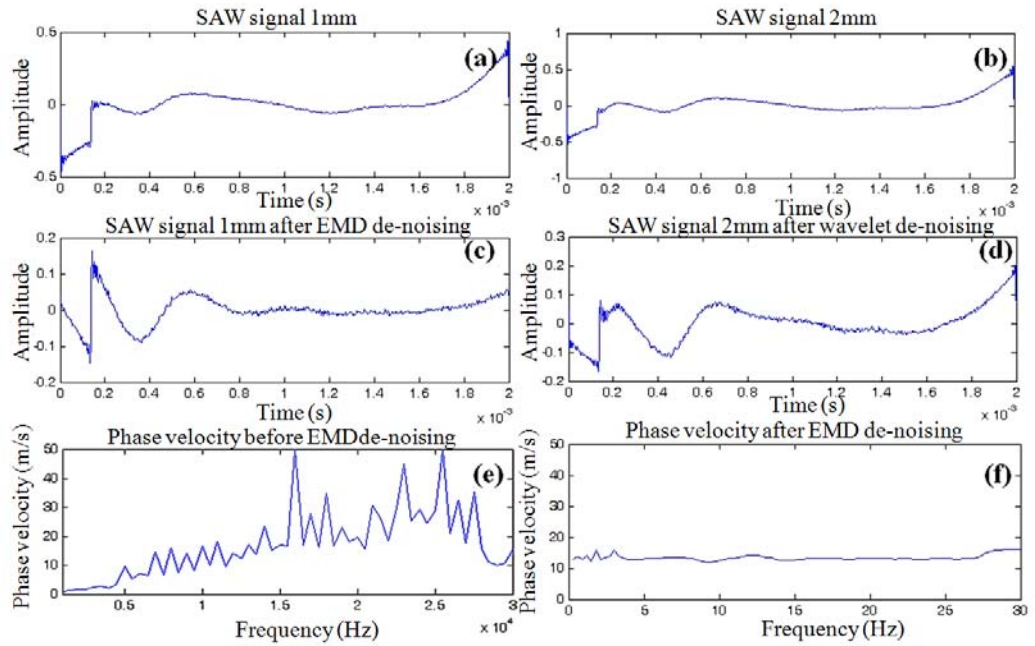 SAW signal 1mm
0.5
0
-0.5
Amplitude
(a)
0 0.2 0.4 0.6 0.8 1 1.2 1.4 1.6 1.8 2
Time (s)
× 10⁻³
SAW signal 2mm
1
0.5
0
-0.5
-1
Amplitude
(b)
0 0.2 0.4 0.6 0.8 1 1.2 1.4 1.6 1.8 2
Time (s)
× 10⁻³
SAW signal 1mm after EMD de-noising
0.2
0.1
0
-0.1
-0.2
Amplitude
(c)
0 0.2 0.4 0.6 0.8 1 1.2 1.4 1.6 1.8 2
Time (s)
× 10⁻³
SAW signal 2mm after wavelet de-noising
0.3
0.2
0.1
0
-0.1
-0.2
Amplitude
(d)
0 0.2 0.4 0.6 0.8 1 1.2 1.4 1.6 1.8 2
Time (s)
× 10⁻³
Phase velocity before EMDde-noising
50
40
30
20
10
0
Phase velocity (m/s)
(e)
0.5 1 1.5 2 2.5 30
Frequency (Hz)
× 10⁴
Phase velocity after EMD de-noising
50
40
30
20
10
0
Phase velocity (m/s)
(f)
0 5 10 15 20 25 30
Frequency (Hz)